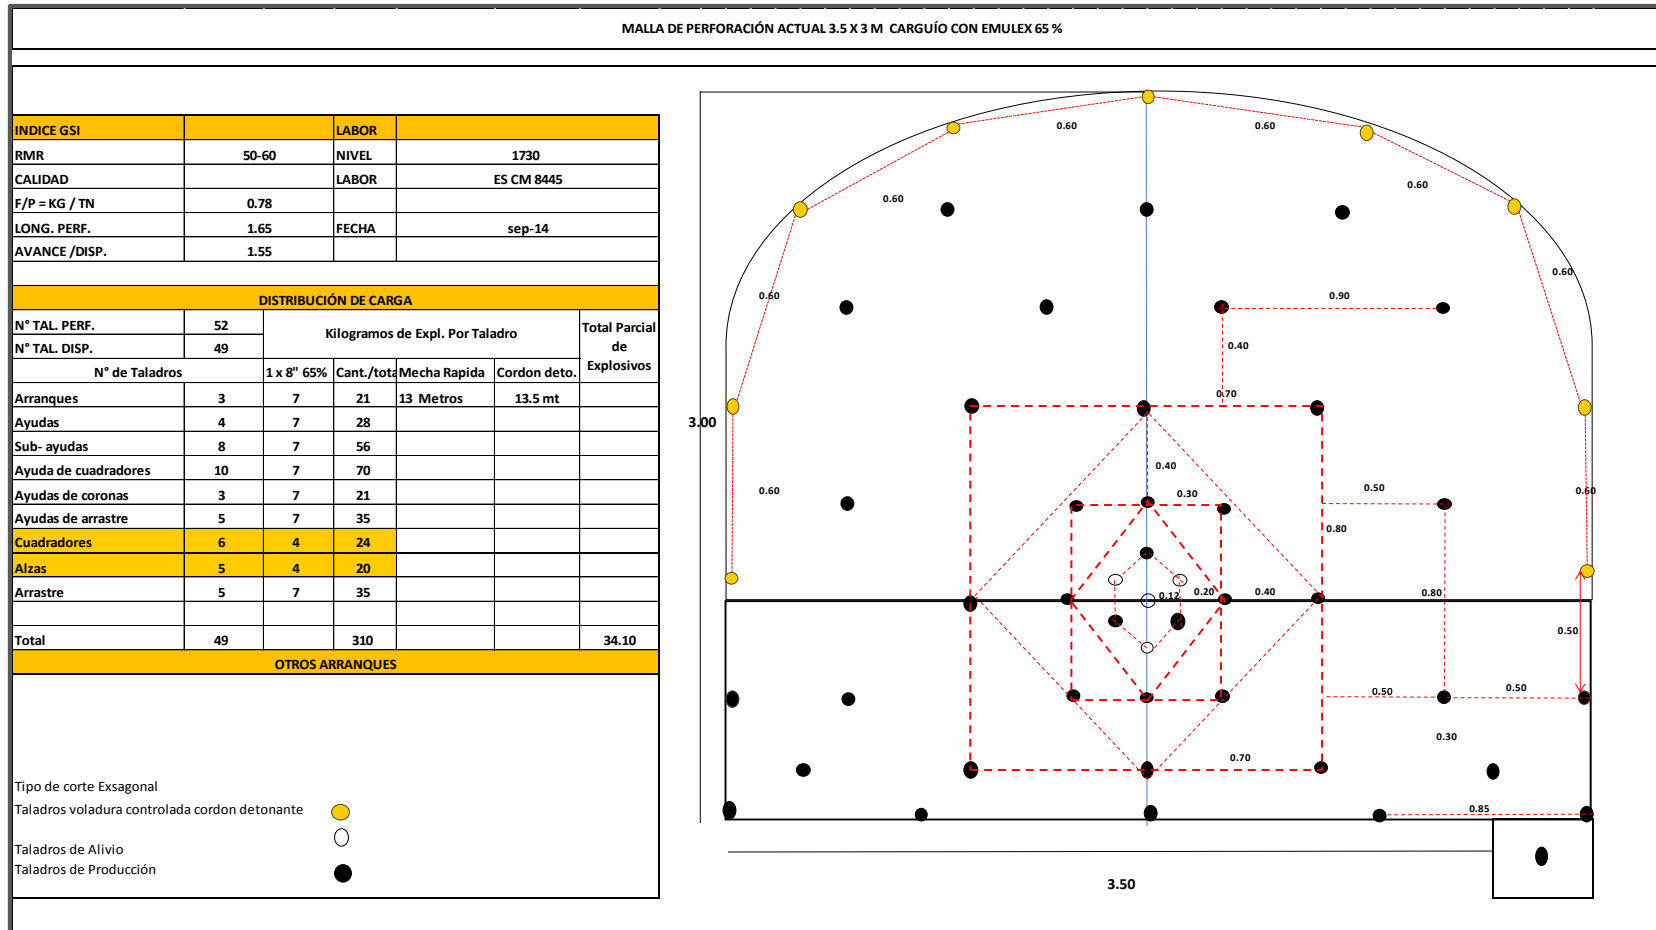 MALLA DE PERFORACIÓN ACTUAL 3.5 X 3 M CARGUÍO CON EMULEX 65 %
INDICE GSI LABOR
RMR 50-60 NIVEL 1730
CALIDAD LABOR ES CM 8445
F/P = KG / TN 0.78
LONG. PERF. 1.65 FECHA sep-14
AVANCE /DISP. 1.55
DISTRIBUCIÓN DE CARGA
N° TAL. PERF. 52
N° TAL. DISP. 49
Kilogramos de Expl. Por Taladro
Total Parcial
de
Explosivos
N° de Taladros 1 x 8" 65% Cant./tota Mecha Rapida Cordon deto.
Arranques 3 7 21 13 Metros 13.5 mt
Ayudas 4 7 28
Sub- ayudas 8 7 56
Ayuda de cuadradores 10 7 70
Ayudas de coronas 3 7 21
Ayudas de arrastre 5 7 35
Cuadradores 6 4 24
Alzas 5 4 20
Arrastre 5 7 35
Total 49 310 34.10
OTROS ARRANQUES
Tipo de corte Exsagonal
Taladros voladura controlada cordon detonante
Taladros de Alivio
Taladros de Producción
0.60 0.60
0.60 0.60
0.60
0.60 0.90
0.40
0.70
3.00
0.40
0.60 0.30 0.50 0.60
0.80
0.12 0.20 0.40 0.80
0.50
0.50 0.50
0.30
0.70
0.85
3.50